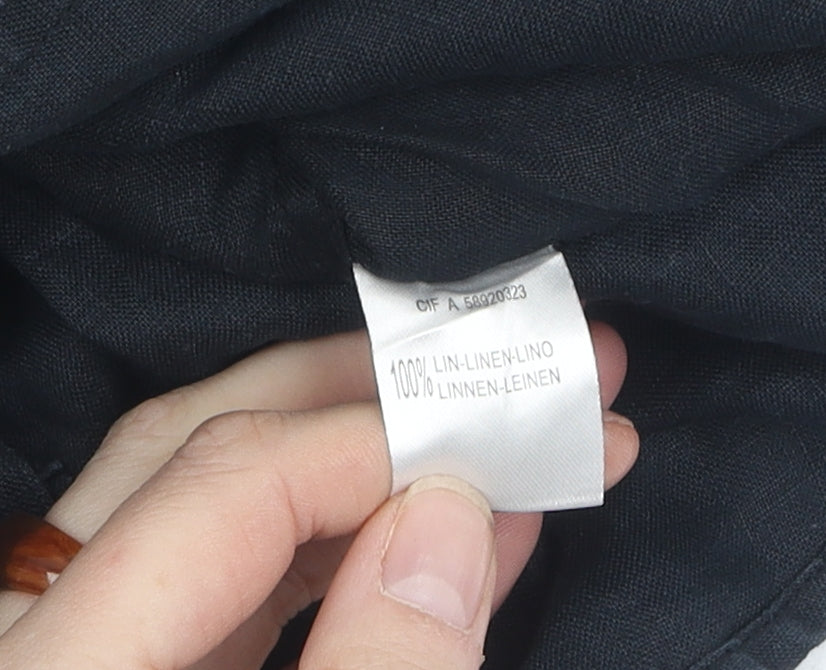 CIF A 58920323
100% LIN-LINEN-LINO
LINNEN-LEINEN